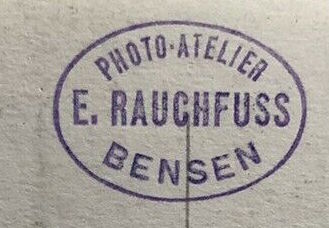 PHOTO-ATELIER
E. RAUCHFUSS
BENSEN